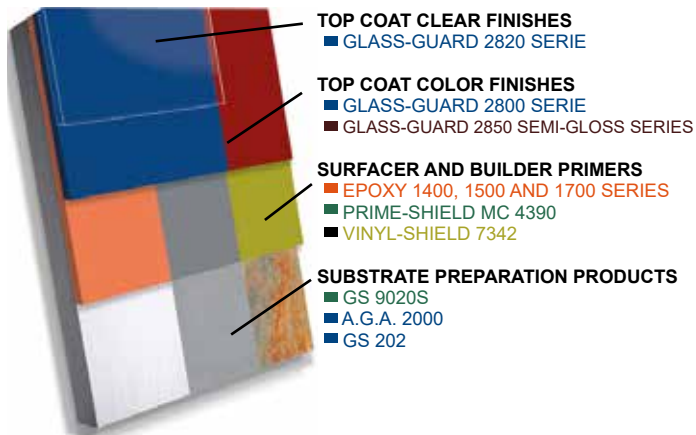 TOP COAT CLEAR FINISHES
GLASS-GUARD 2820 SERIE
TOP COAT COLOR FINISHES
GLASS-GUARD 2800 SERIE
GLASS-GUARD 2850 SEMI-GLOSS SERIES
SURFACER AND BUILDER PRIMERS
EPOXY 1400, 1500 AND 1700 SERIES
PRIME-SHIELD MC 4390
VINYL-SHIELD 7342
SUBSTRATE PREPARATION PRODUCTS
GS 9020S
A.G.A. 2000
GS 202